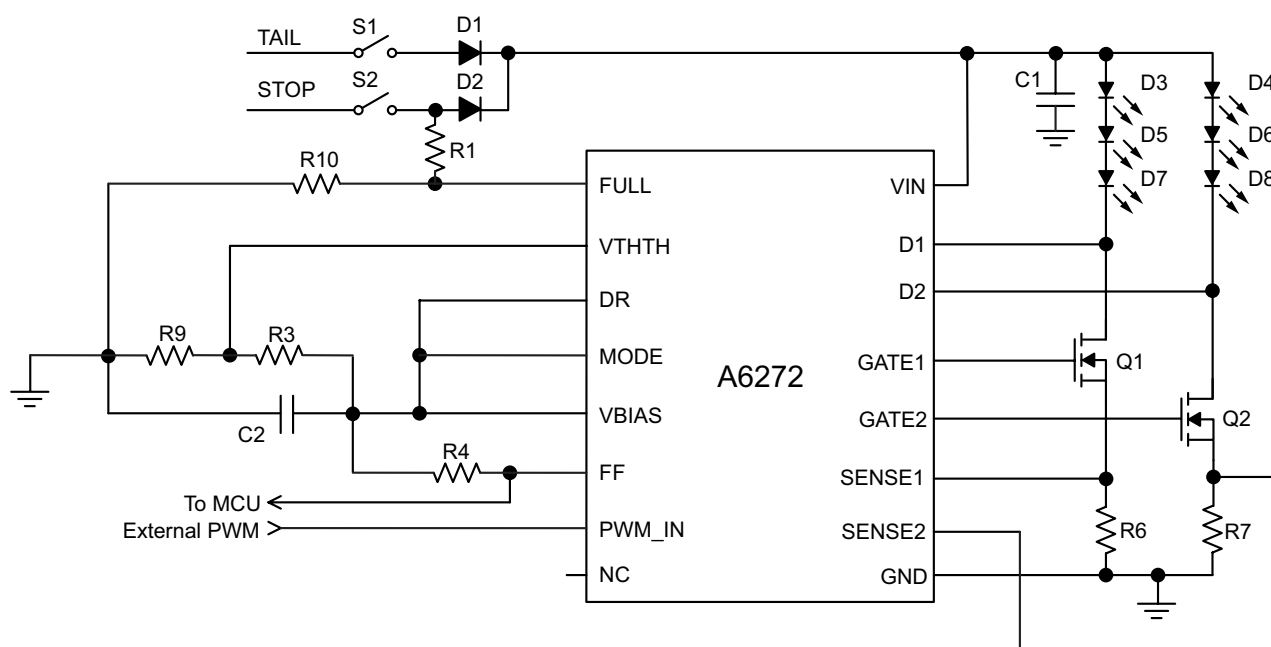 TAIL
S1
D1
STOP
S2
D2
C1
D3
D4
D5
D6
R1
R10
D7
D8
FULL
VIN
VTHTH
D1
DR
D2
R9
R3
MODE
A6272
GATE1
Q1
C2
VBIAS
GATE2
Q2
R4
FF
SENSE1
To MCU
External PWM
PWM_IN
SENSE2
R6
R7
NC
GND